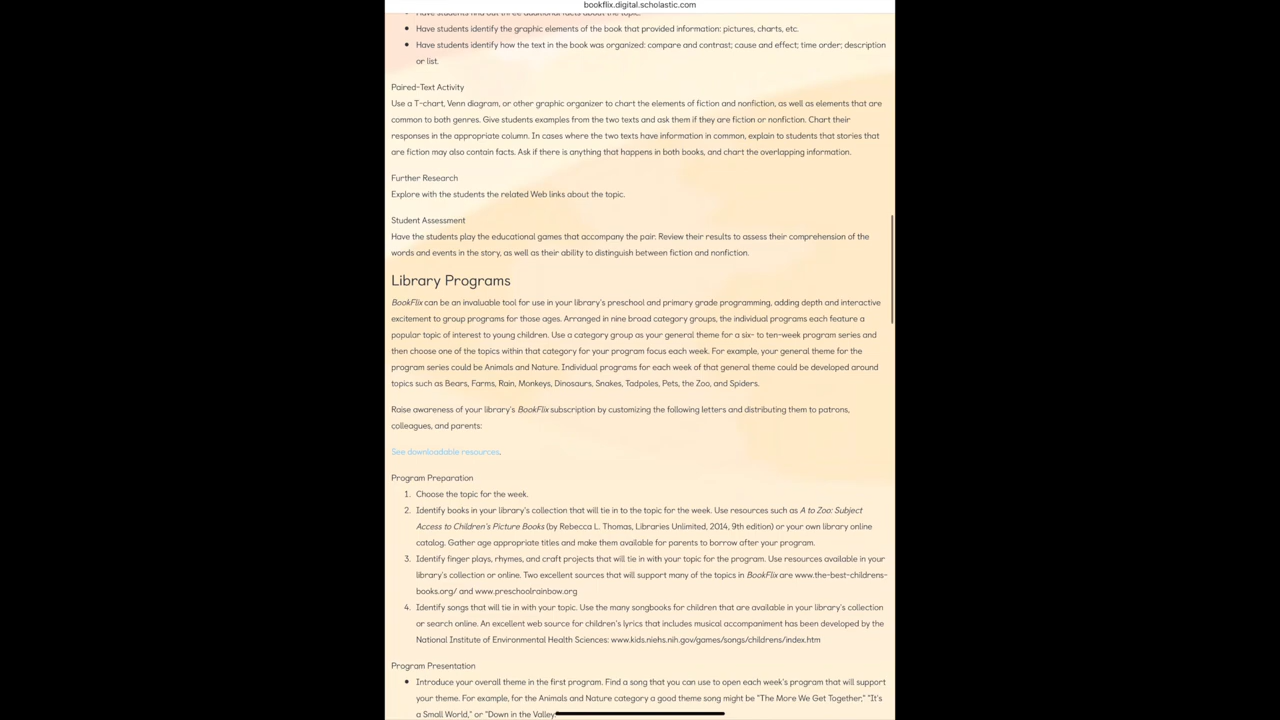 bookflix.digital.scholastic.com
Have students find out three additional facts about the topic.
• Have students identify the graphic elements of the book that provided information: pictures, charts, etc.
• Have students identify how the text in the book was organized: compare and contrast; cause and effect; time order; description
or list.
Paired-Text Activity
Use a T-chart, Venn diagram, or other graphic organizer to chart the elements of fiction and nonfiction, as well as elements that are
common to both genres. Give students examples from the two texts and ask them if they are fiction or nonfiction. Chart their
responses in the appropriate column. In cases where the two texts have information in common, explain to students that stories that
are fiction may also contain facts. Ask if there is anything that happens in both books, and chart the overlapping information.
Further Research
Explore with the students the related Web links about the topic.
Student Assessment
Have the students play the educational games that accompany the pair. Review their results to assess their comprehension of the
words and events in the story, as well as their ability to distinguish between fiction and nonfiction.
Library Programs
BookFlix can be an invaluable tool for use in your library's preschool and primary grade programming, adding depth and interactive
excitement to group programs for those ages. Arranged in nine broad category groups, the individual programs each feature a
popular topic of interest to young children. Use a category group as your general theme for a six- to ten-week program series and
then choose one of the topics within that category for your program focus each week. For example, your general theme for the
program series could be Animals and Nature. Individual programs for each week of that general theme could be developed around
topics such as Bears, Farms, Rain, Monkeys, Dinosaurs, Snakes, Tadpoles, Pets, the Zoo, and Spiders.
Raise awareness of your library's BookFlix subscription by customizing the following letters and distributing them to patrons,
colleagues, and parents:
See downloadable resources.
Program Preparation
1. Choose the topic for the week.
2. Identify books in your library's collection that will tie in to the topic for the week. Use resources such as A to Zoo: Subject
Access to Children's Picture Books (by Rebecca L. Thomas, Libraries Unlimited, 2014, 9th edition) or your own library online
catalog. Gather age appropriate titles and make them available for parents to borrow after your program.
3. Identify finger plays, rhymes, and craft projects that will tie in with your topic for the program. Use resources available in your
library's collection or online. Two excellent sources that will support many of the topics in BookFlix are www.the-best-childrens-
books.org/ and www.preschoolrainbow.org
4. Identify songs that will tie in with your topic. Use the many songbooks for children that are available in your library's collection
or search online. An excellent web source for children's lyrics that includes musical accompaniment has been developed by the
National Institute of Environmental Health Sciences: www.kids.niehs.nih.gov/games/songs/childrens/index.htm
Program Presentation
• Introduce your overall theme in the first program. Find a song that you can use to open each week's program that will support
your theme. For example, for the Animals and Nature category a good theme song might be "The More We Get Together," "It's
a Small World," or "Down in the Valley.